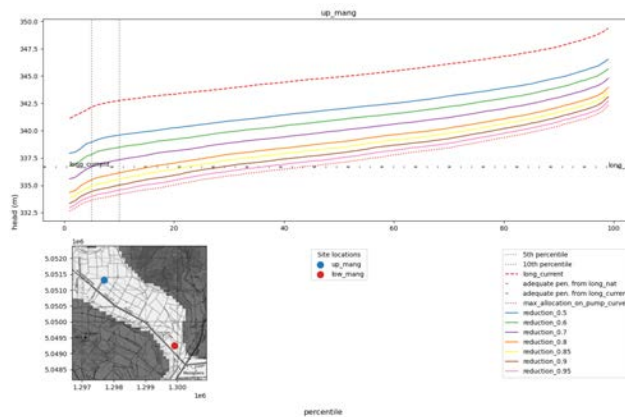 up_mang
350.0
347.5
345.0
342.5
340.0
337.5
335.0
332.5
head (m)
long_current
long_
0
20
40
60
80
100
1e6
5.0520
5.0515
5.0510
5.0505
5.0500
5.0495
5.0490
5.0485
1.297
1.298
1.299
1.300
1e6
Site locations
up_mang
low_mang
5th percentile
10th percentile
long_current
adequate pen. from long_nat
adequate pen. from long_current
max_allocation_on_pump_curve
reduction_0.5
reduction_0.6
reduction_0.7
reduction_0.8
reduction_0.85
reduction_0.9
reduction_0.95
percentile